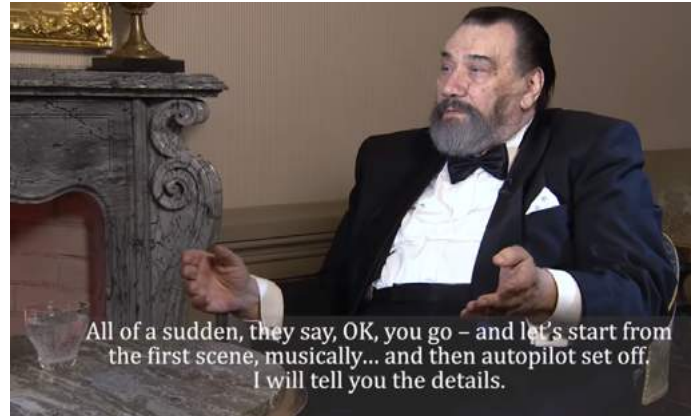 All of a sudden, they say, OK, you go – and let's start from
the first scene, musically... and then autopilot set off.
I will tell you the details.